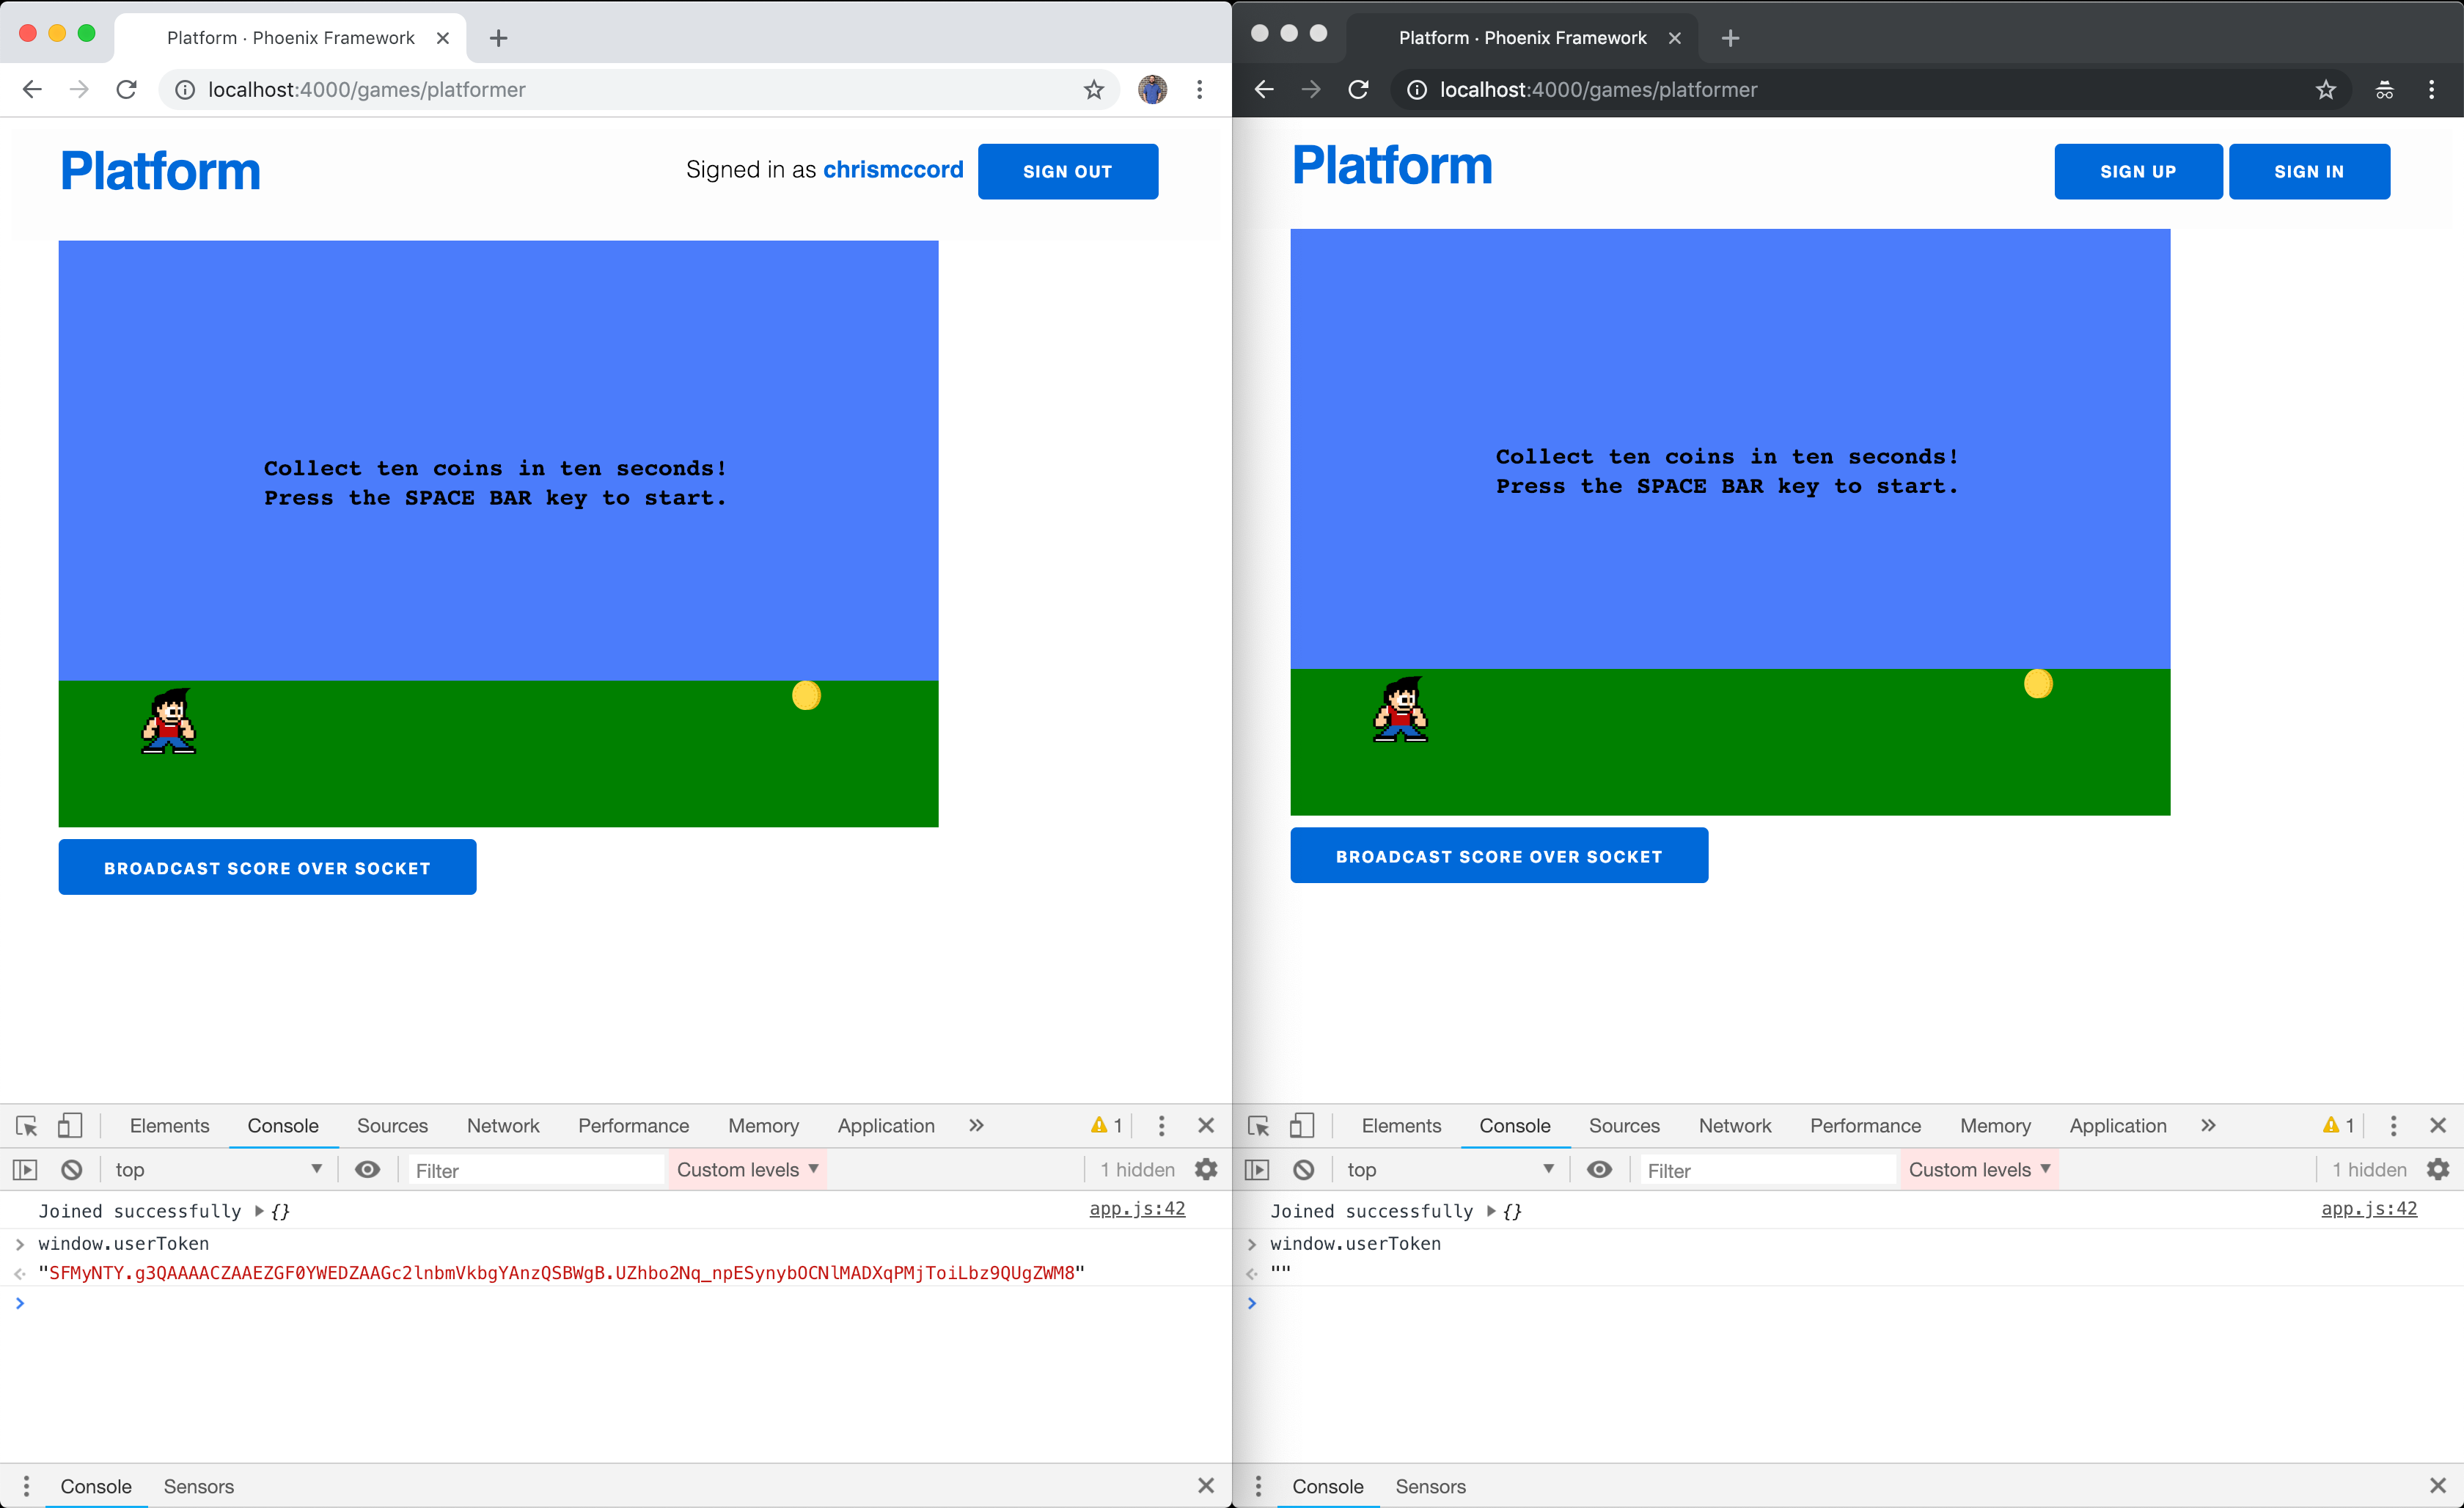 Platform · Phoenix Framework
localhost:4000/games/platformer
Platform
Signed in as chrismccord
SIGN OUT
Collect ten coins in ten seconds!
Press the SPACE BAR key to start.
BROADCAST SCORE OVER SOCKET
Elements Console Sources Network Performance Memory Application » 1
top Filter Custom levels 1 hidden
Joined successfully {} app.js:42
window.userToken
"SFMyNTY.g3QAAAACZAAEZGF0YWEDZAAGc2lnbmVkbgYAnzQSBWgB.UZhbo2Nq_npESynybOCNlMADXqPMjToiLbz9QUgZWM8"
Console Sensors
Platform · Phoenix Framework
localhost:4000/games/platformer
Platform
SIGN UP SIGN IN
Collect ten coins in ten seconds!
Press the SPACE BAR key to start.
BROADCAST SCORE OVER SOCKET
Elements Console Sources Network Performance Memory Application » 1
top Filter Custom levels 1 hidden
Joined successfully {} app.js:42
window.userToken
""
Console Sensors